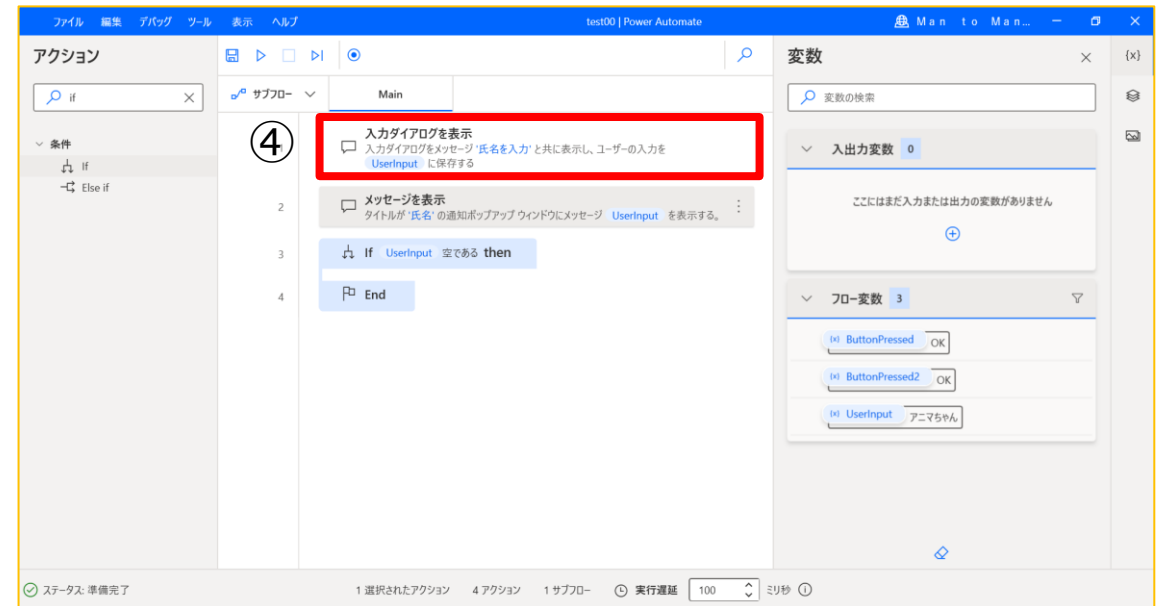 ファイル 編集 デバッグ ツール 表示 ヘルプ
test00 | Power Automate
Man to Man...
アクション
if
条件
If
Else if
サブフロー
Main
④
1
入力ダイアログを表示
入力ダイアログをメッセージ '氏名を入力' と共に表示し、ユーザーの入力を
UserInput に保存する
2
メッセージを表示
タイトルが '氏名' の通知ポップアップ ウィンドウにメッセージ UserInput を表示する。
3
If UserInput 空である then
4
End
変数
{x}
変数の検索
入出力変数 0
ここにはまだ入力または出力の変数がありません
フロー変数 3
{x} ButtonPressed OK
{x} ButtonPressed2 OK
{x} UserInput アニマちゃん
ステータス: 準備完了
1 選択されたアクション
4 アクション
1 サブフロー
実行遅延 100 ミリ秒